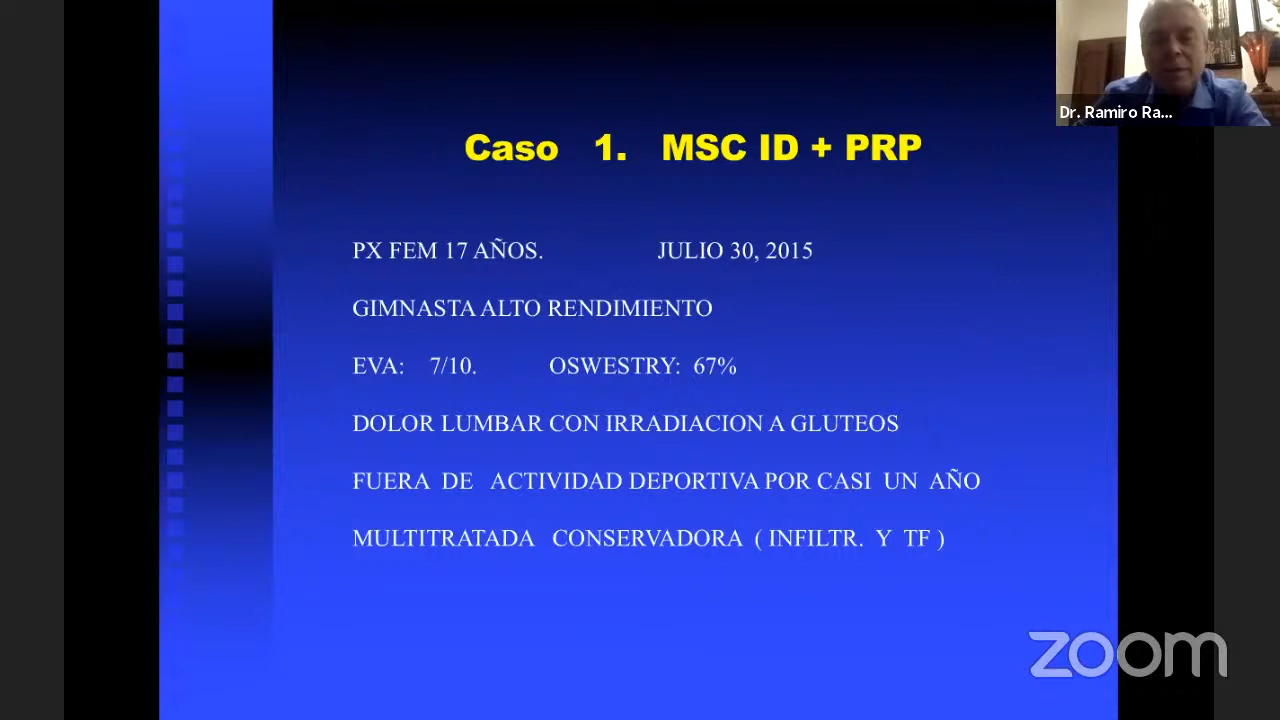 Dr. Ramiro Ra...
Caso 1. MSC ID + PRP
PX FEM 17 AÑOS. JULIO 30, 2015
GIMNASTA ALTO RENDIMIENTO
EVA: 7/10. OSWESTRY: 67%
DOLOR LUMBAR CON IRRADIACION A GLUTEOS
FUERA DE ACTIVIDAD DEPORTIVA POR CASI UN AÑO
MULTITRATADA CONSERVADORA ( INFILTR. Y TF )
zoom